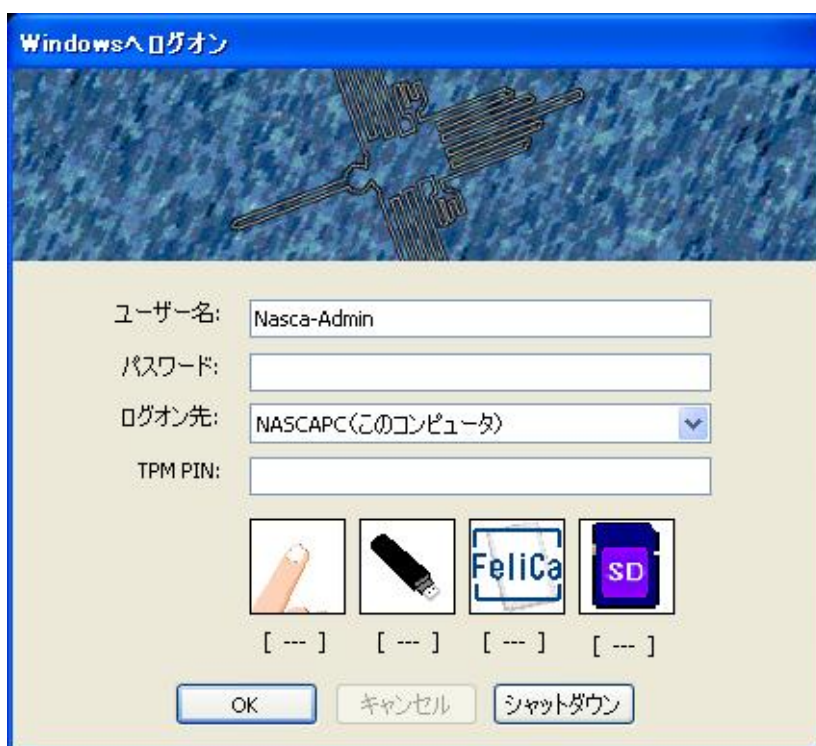 Windowsへログオン
ユーザー名: Nasca-Admin
パスワード:
ログオン先: NASCAPC(このコンピュータ)
TPM PIN:
FeliCa SD
[ --- ] [ --- ] [ --- ] [ --- ]
OK キャンセル シャットダウン